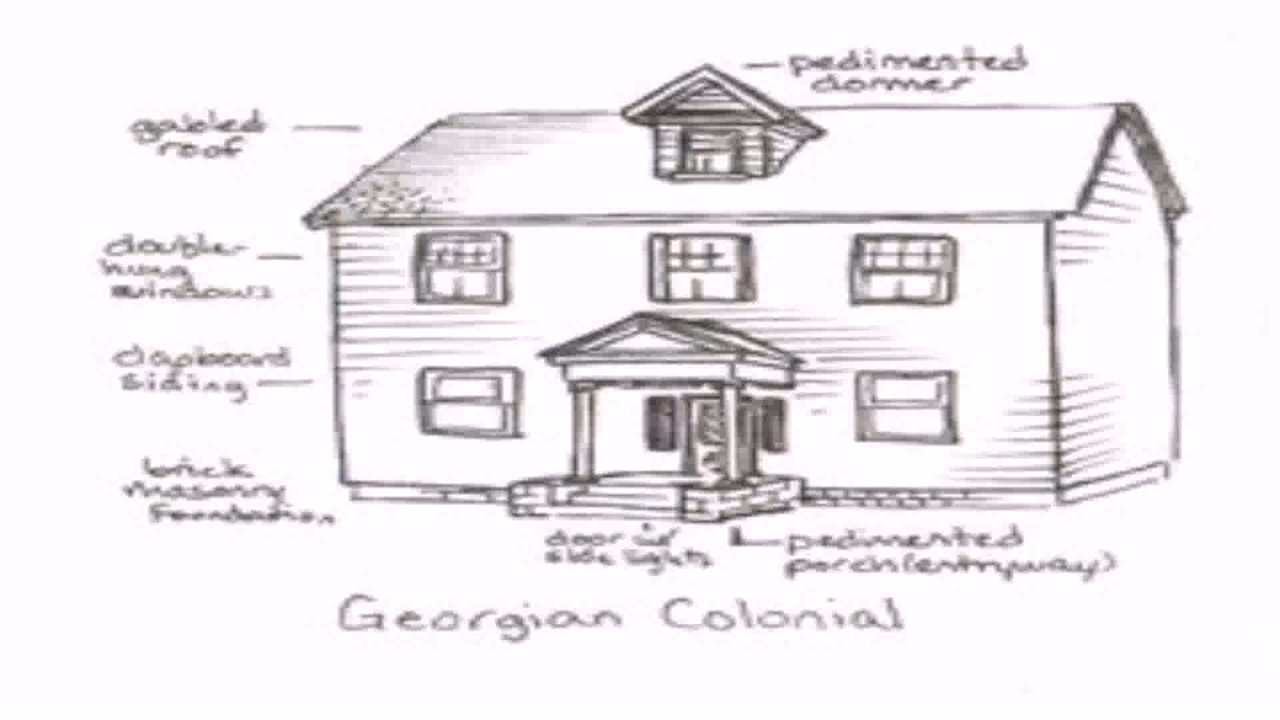 pedimented
dormer
gabled
roof
double-
hung
windows
clapboard
siding
brick
masonry
foundation
door w/
side lights
pedimented
porch (entryway)
Georgian Colonial